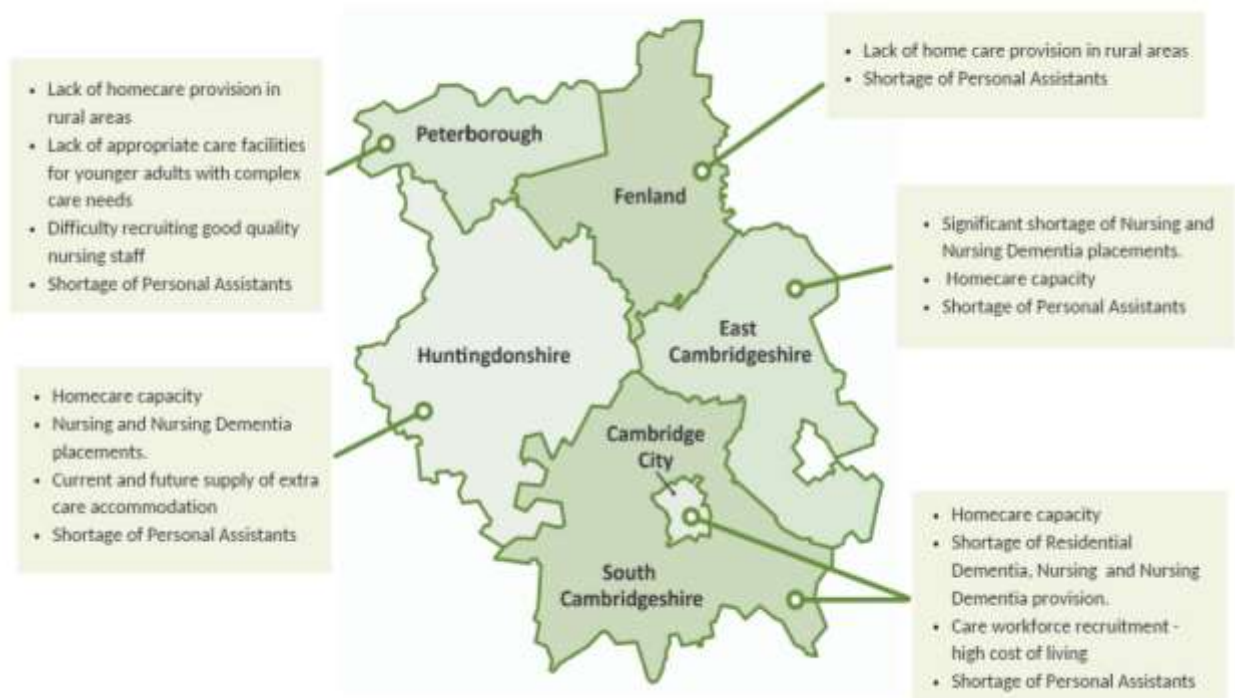 • Lack of homecare provision in
rural areas
• Lack of appropriate care facilities
for younger adults with complex
care needs
• Difficulty recruiting good quality
nursing staff
• Shortage of Personal Assistants
• Lack of home care provision in rural areas
• Shortage of Personal Assistants
Peterborough
Fenland
• Significant shortage of Nursing and
Nursing Dementia placements.
• Homecare capacity
• Shortage of Personal Assistants
Huntingdonshire
East
Cambridgeshire
• Homecare capacity
• Nursing and Nursing Dementia
placements.
• Current and future supply of extra
care accommodation
• Shortage of Personal Assistants
Cambridge
City
South
Cambridgeshire
• Homecare capacity
• Shortage of Residential
Dementia, Nursing and Nursing
Dementia provision.
• Care workforce recruitment -
high cost of living
• Shortage of Personal Assistants